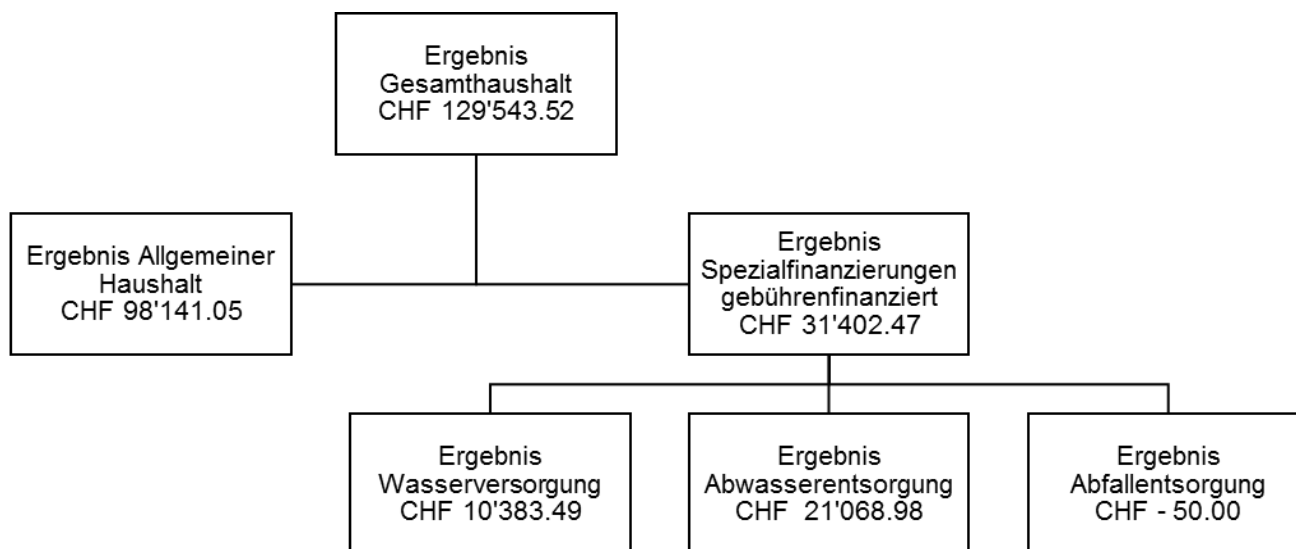 Ergebnis
Gesamthaushalt
CHF 129'543.52
Ergebnis Allgemeiner
Haushalt
CHF 98'141.05
Ergebnis
Spezialfinanzierungen
gebührenfinanziert
CHF 31'402.47
Ergebnis
Wasserversorgung
CHF 10'383.49
Ergebnis
Abwasserentsorgung
CHF 21'068.98
Ergebnis
Abfallentsorgung
CHF - 50.00